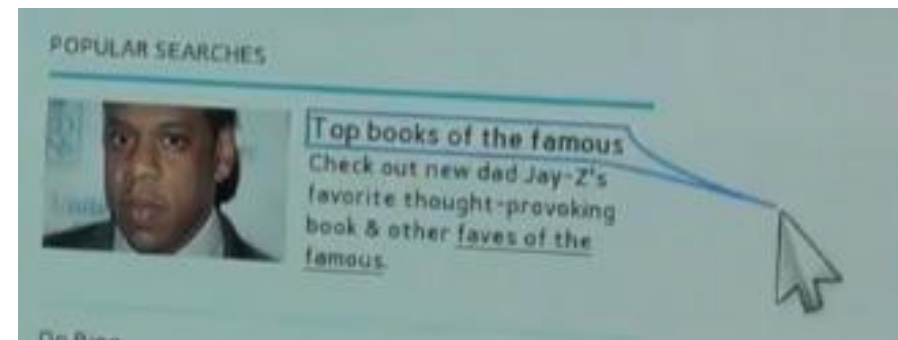 POPULAR SEARCHES
Top books of the famous
Check out new dad Jay-Z's
favorite thought-provoking
book & other faves of the
famous.